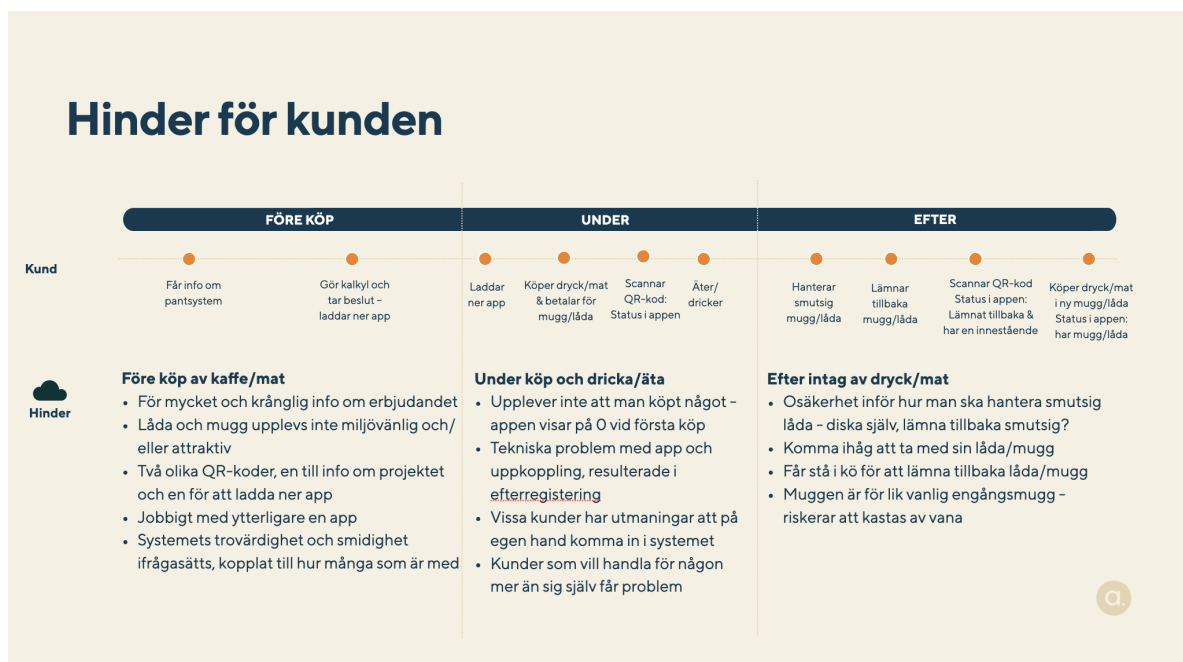 Hinder för kunden
FÖRE KÖP
UNDER
EFTER
Kund
Får info om
pantsystem
Gör kalkyl och
tar beslut –
laddar ner app
Laddar
ner app
Köper dryck/mat
& betalar för
mugg/låda
Scannar
QR-kod:
Status i appen
Äter/
dricker
Hanterar
smutsig
mugg/låda
Lämnar
tillbaka
mugg/låda
Scannar QR-kod
Status i appen:
Lämnat tillbaka &
har en innestående
Köper dryck/mat
i ny mugg/låda
Status i appen:
har mugg/låda
Hinder
Före köp av kaffe/mat
• För mycket och krånglig info om erbjudandet
• Låda och mugg upplevs inte miljövänlig och/
eller attraktiv
• Två olika QR-koder, en till info om projektet
och en för att ladda ner app
• Jobbigt med ytterligare en app
• Systemets trovärdighet och smidighet
ifrågasätts, kopplat till hur många som är med
Under köp och dricka/äta
• Upplever inte att man köpt något –
appen visar på 0 vid första köp
• Tekniska problem med app och
uppkoppling, resulterade i
efterregistering
• Vissa kunder har utmaningar att på
egen hand komma in i systemet
• Kunder som vill handla för någon
mer än sig själv får problem
Efter intag av dryck/mat
• Osäkerhet inför hur man ska hantera smutsig
låda – diska själv, lämna tillbaka smutsig?
• Komma ihåg att ta med sin låda/mugg
• Får stå i kö för att lämna tillbaka låda/mugg
• Muggen är för lik vanlig engångsmugg –
riskerar att kastas av vana
a.